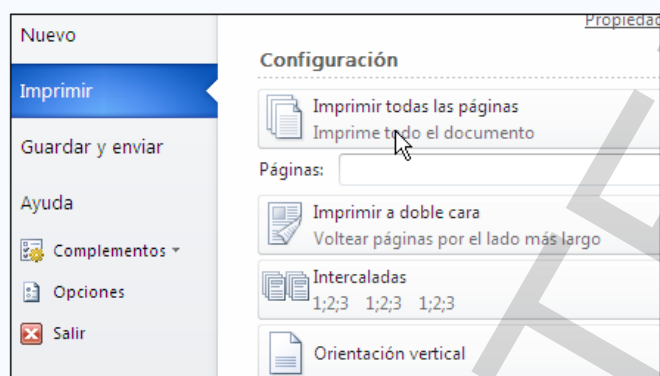 Nuevo
Imprimir
Guardar y enviar
Ayuda
Complementos
Opciones
Salir
Configuración
Imprimir todas las páginas
Imprime todo el documento
Páginas:
Imprimir a doble cara
Voltear páginas por el lado más largo
Intercaladas
1;2;3 1;2;3 1;2;3
Orientación vertical